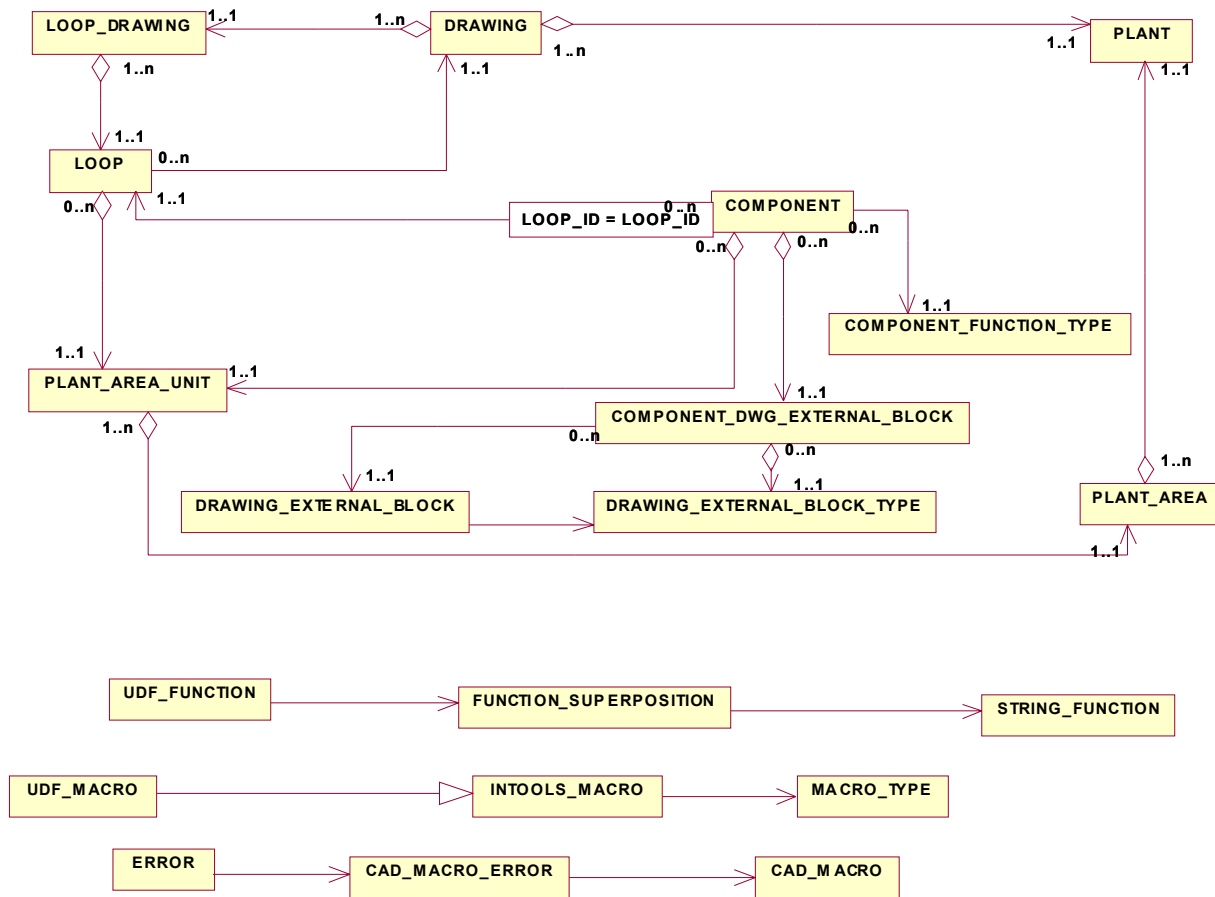 LOOP_DRAWING
1..1
1..n
DRAWING
1..n
1..1
PLANT
1..1
1..n
1..1
1..1
LOOP
0..n
1..1
0..n
0..n
LOOP_ID = LOOP_ID
COMPONENT
0..n
0..n
0..n
1..1
COMPONENT_FUNCTION_TYPE
1..1
PLANT_AREA_UNIT
1..1
1..n
1..1
COMPONENT_DWG_EXTERNAL_BLOCK
0..n
0..n
1..1
DRAWING_EXTERNAL_BLOCK
1..1
DRAWING_EXTERNAL_BLOCK_TYPE
1..n
PLANT_AREA
1..1
UDF_FUNCTION
FUNCTION_SUPERPOSITION
STRING_FUNCTION
UDF_MACRO
INTOOLS_MACRO
MACRO_TYPE
ERROR
CAD_MACRO_ERROR
CAD_MACRO